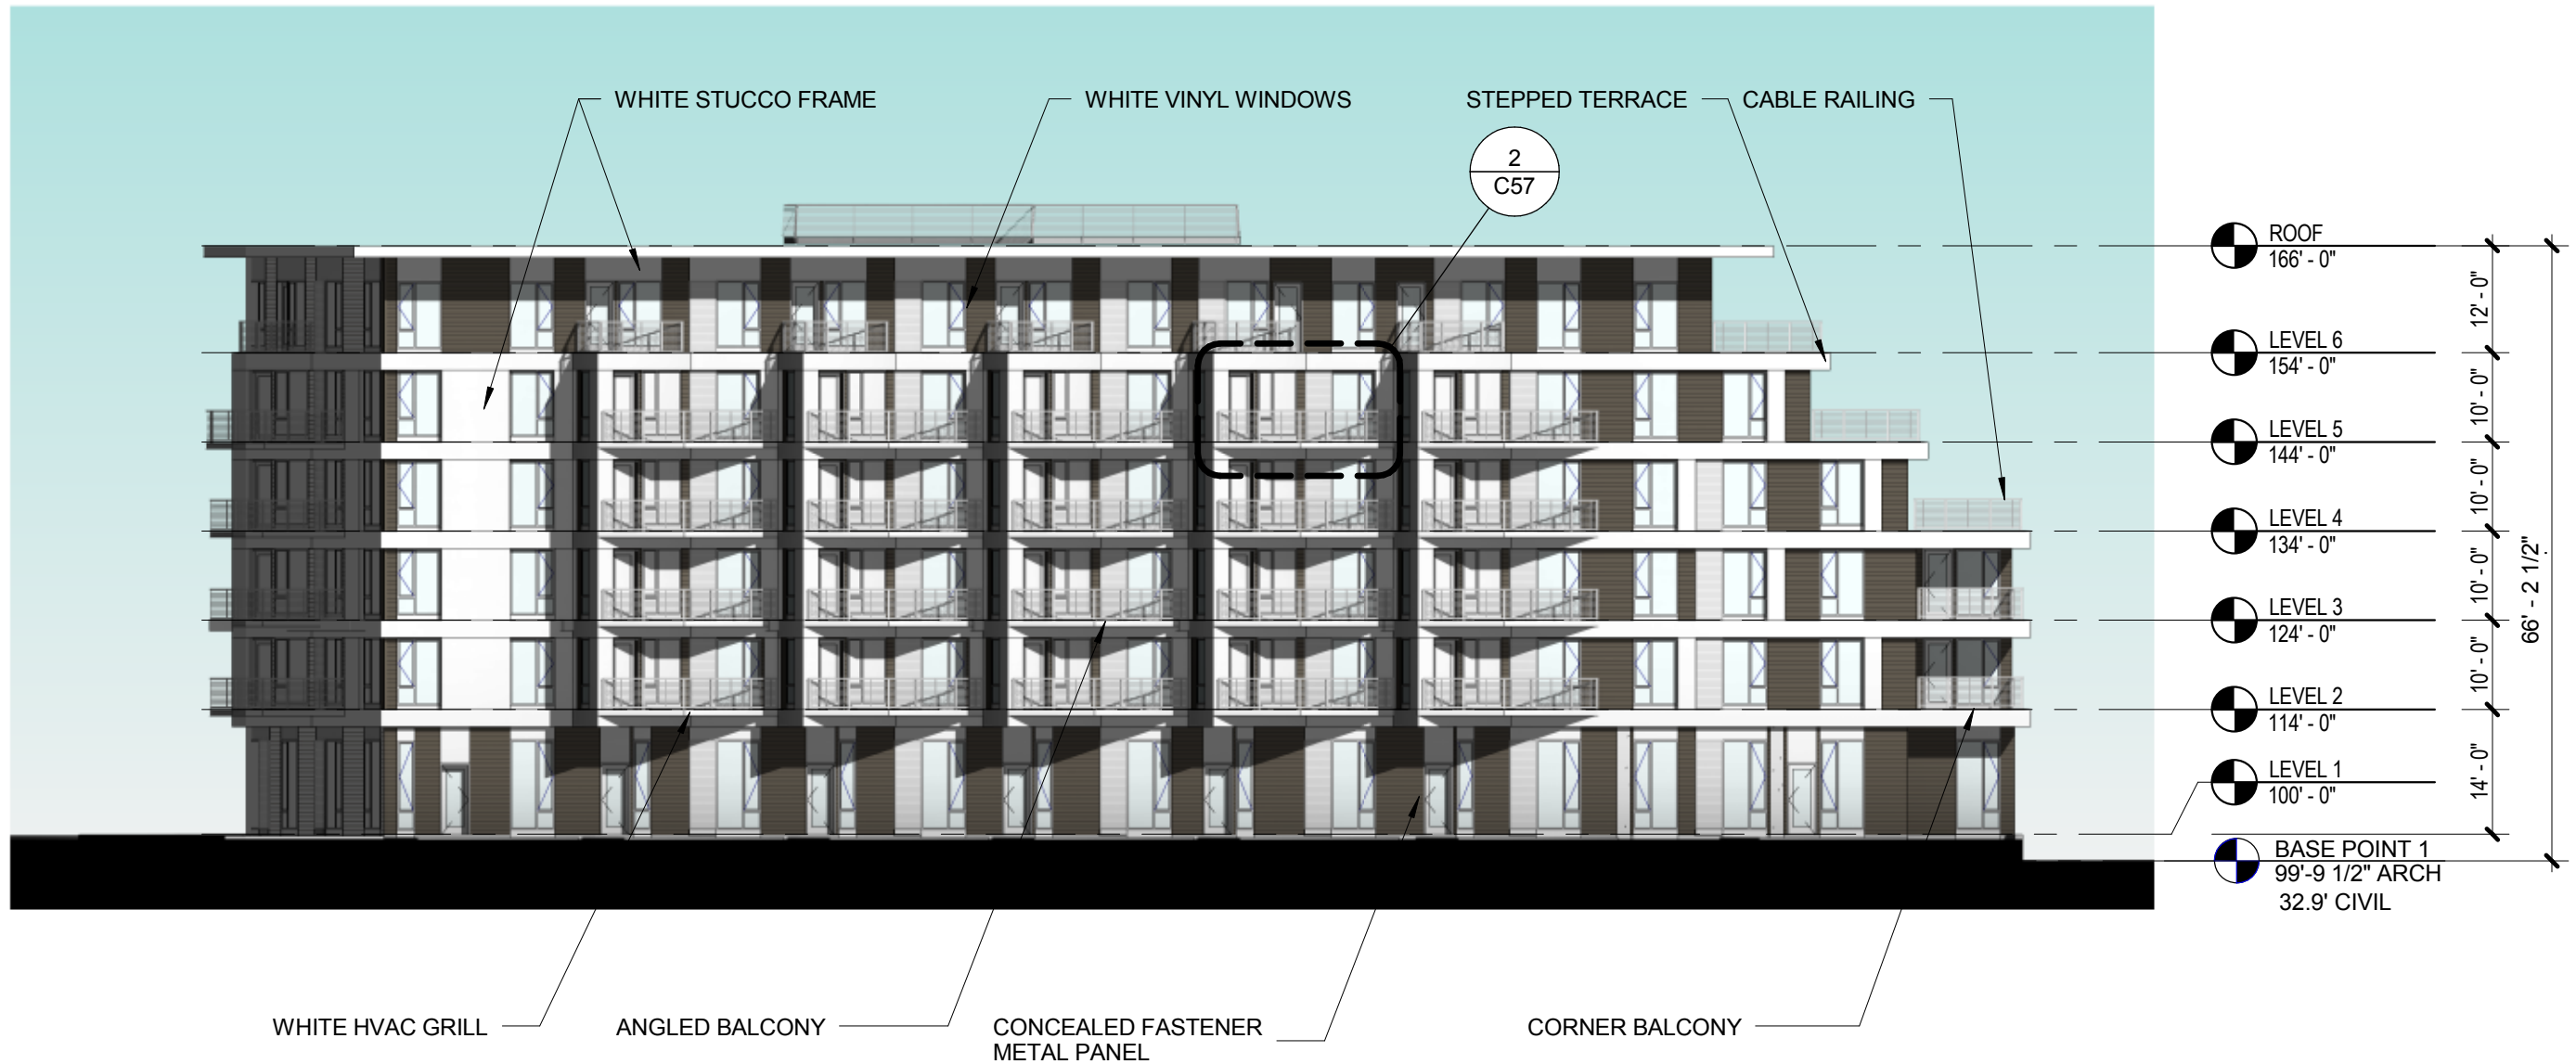 WHITE STUCCO FRAME
WHITE VINYL WINDOWS
STEPPED TERRACE
CABLE RAILING
2
C57
ROOF
166' - 0"
12' - 0"
LEVEL 6
154' - 0"
10' - 0"
LEVEL 5
144' - 0"
10' - 0"
LEVEL 4
134' - 0"
10' - 0"
66' - 2 1/2"
LEVEL 3
124' - 0"
10' - 0"
LEVEL 2
114' - 0"
14' - 0"
LEVEL 1
100' - 0"
BASE POINT 1
99'-9 1/2" ARCH
32.9' CIVIL
WHITE HVAC GRILL
ANGLED BALCONY
CONCEALED FASTENER
METAL PANEL
CORNER BALCONY